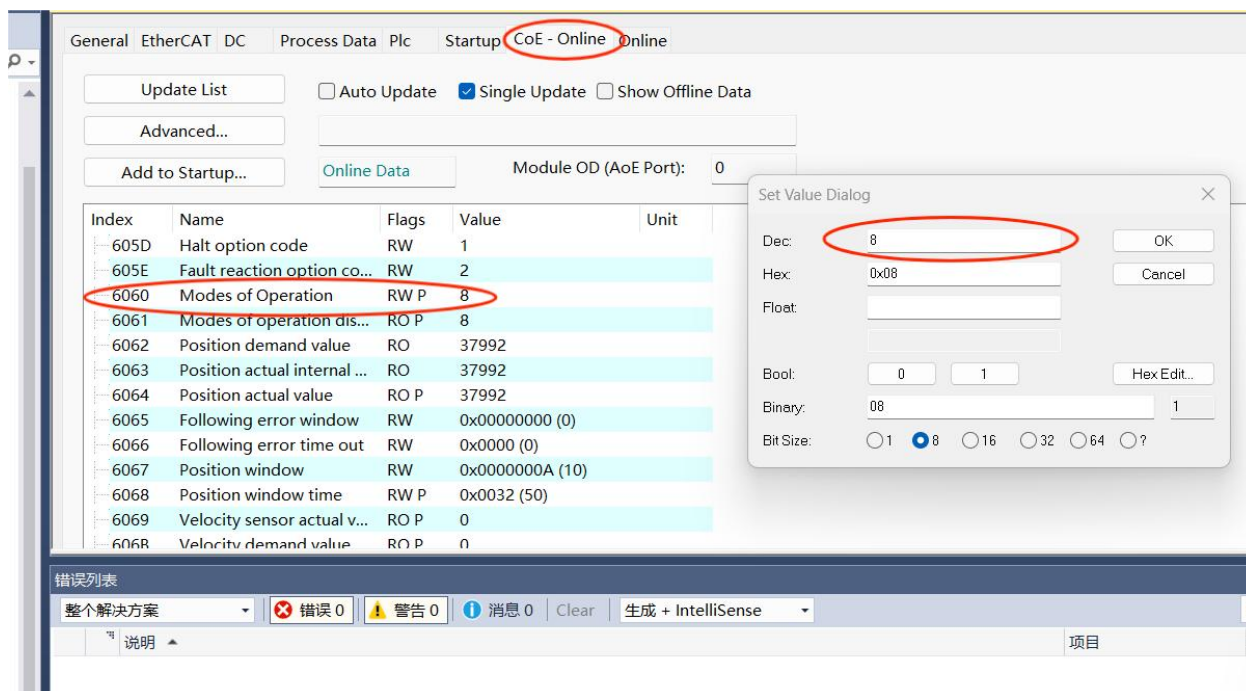 General EtherCAT DC Process Data Plc Startup CoE - Online Online
Update List Auto Update Single Update Show Offline Data
Advanced...
Add to Startup... Online Data Module OD (AoE Port): 0
Index Name Flags Value Unit
605D Halt option code RW 1
605E Fault reaction option co... RW 2
6060 Modes of Operation RW P 8
6061 Modes of operation dis... RO P 8
6062 Position demand value RO 37992
6063 Position actual internal ... RO 37992
6064 Position actual value RO P 37992
6065 Following error window RW 0x00000000 (0)
6066 Following error time out RW 0x0000 (0)
6067 Position window RW 0x0000000A (10)
6068 Position window time RW P 0x0032 (50)
6069 Velocity sensor actual v... RO P 0
606B Velocity demand value RO P 0
Set Value Dialog
Dec: 8 OK
Hex: 0x08 Cancel
Float:
Bool: 0 1 Hex Edit...
Binary: 08 1
Bit Size: 1 8 16 32 64 ?
错误列表
整个解决方案 错误 0 警告 0 消息 0 Clear 生成 + IntelliSense
说明 项目